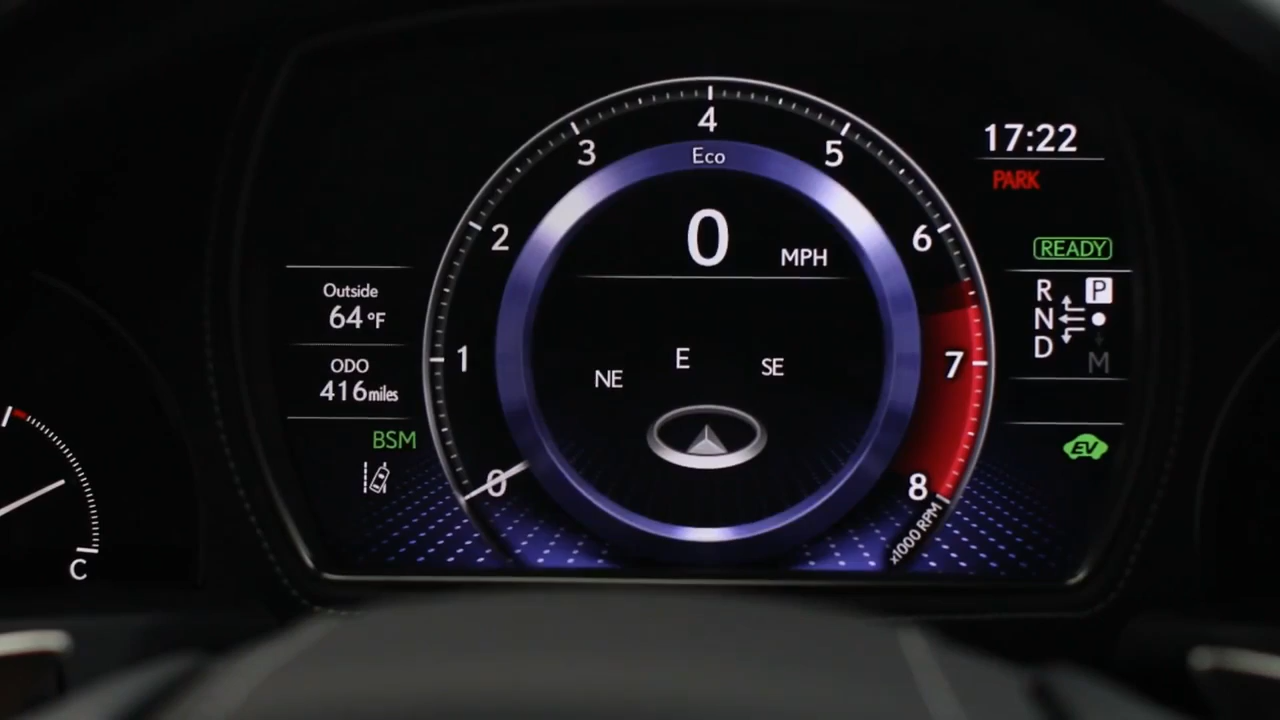 4
3
5
Eco
2
6
0
MPH
1
7
NE
E
SE
0
8
x1000 RPM
Outside
64 °F
ODO
416 miles
BSM
C
17:22
PARK
READY
R P
N
D M
EV